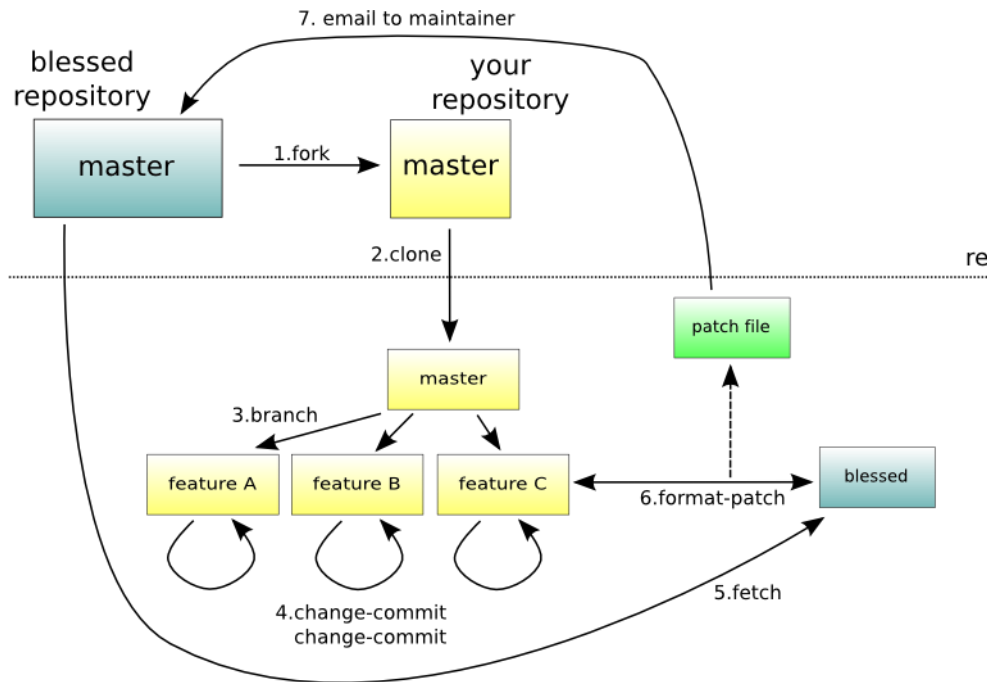 7. email to maintainer
blessed
repository
your
repository
master
1.fork
master
2.clone
re
patch file
master
3.branch
feature A
feature B
feature C
blessed
6.format-patch
5.fetch
4.change-commit
change-commit